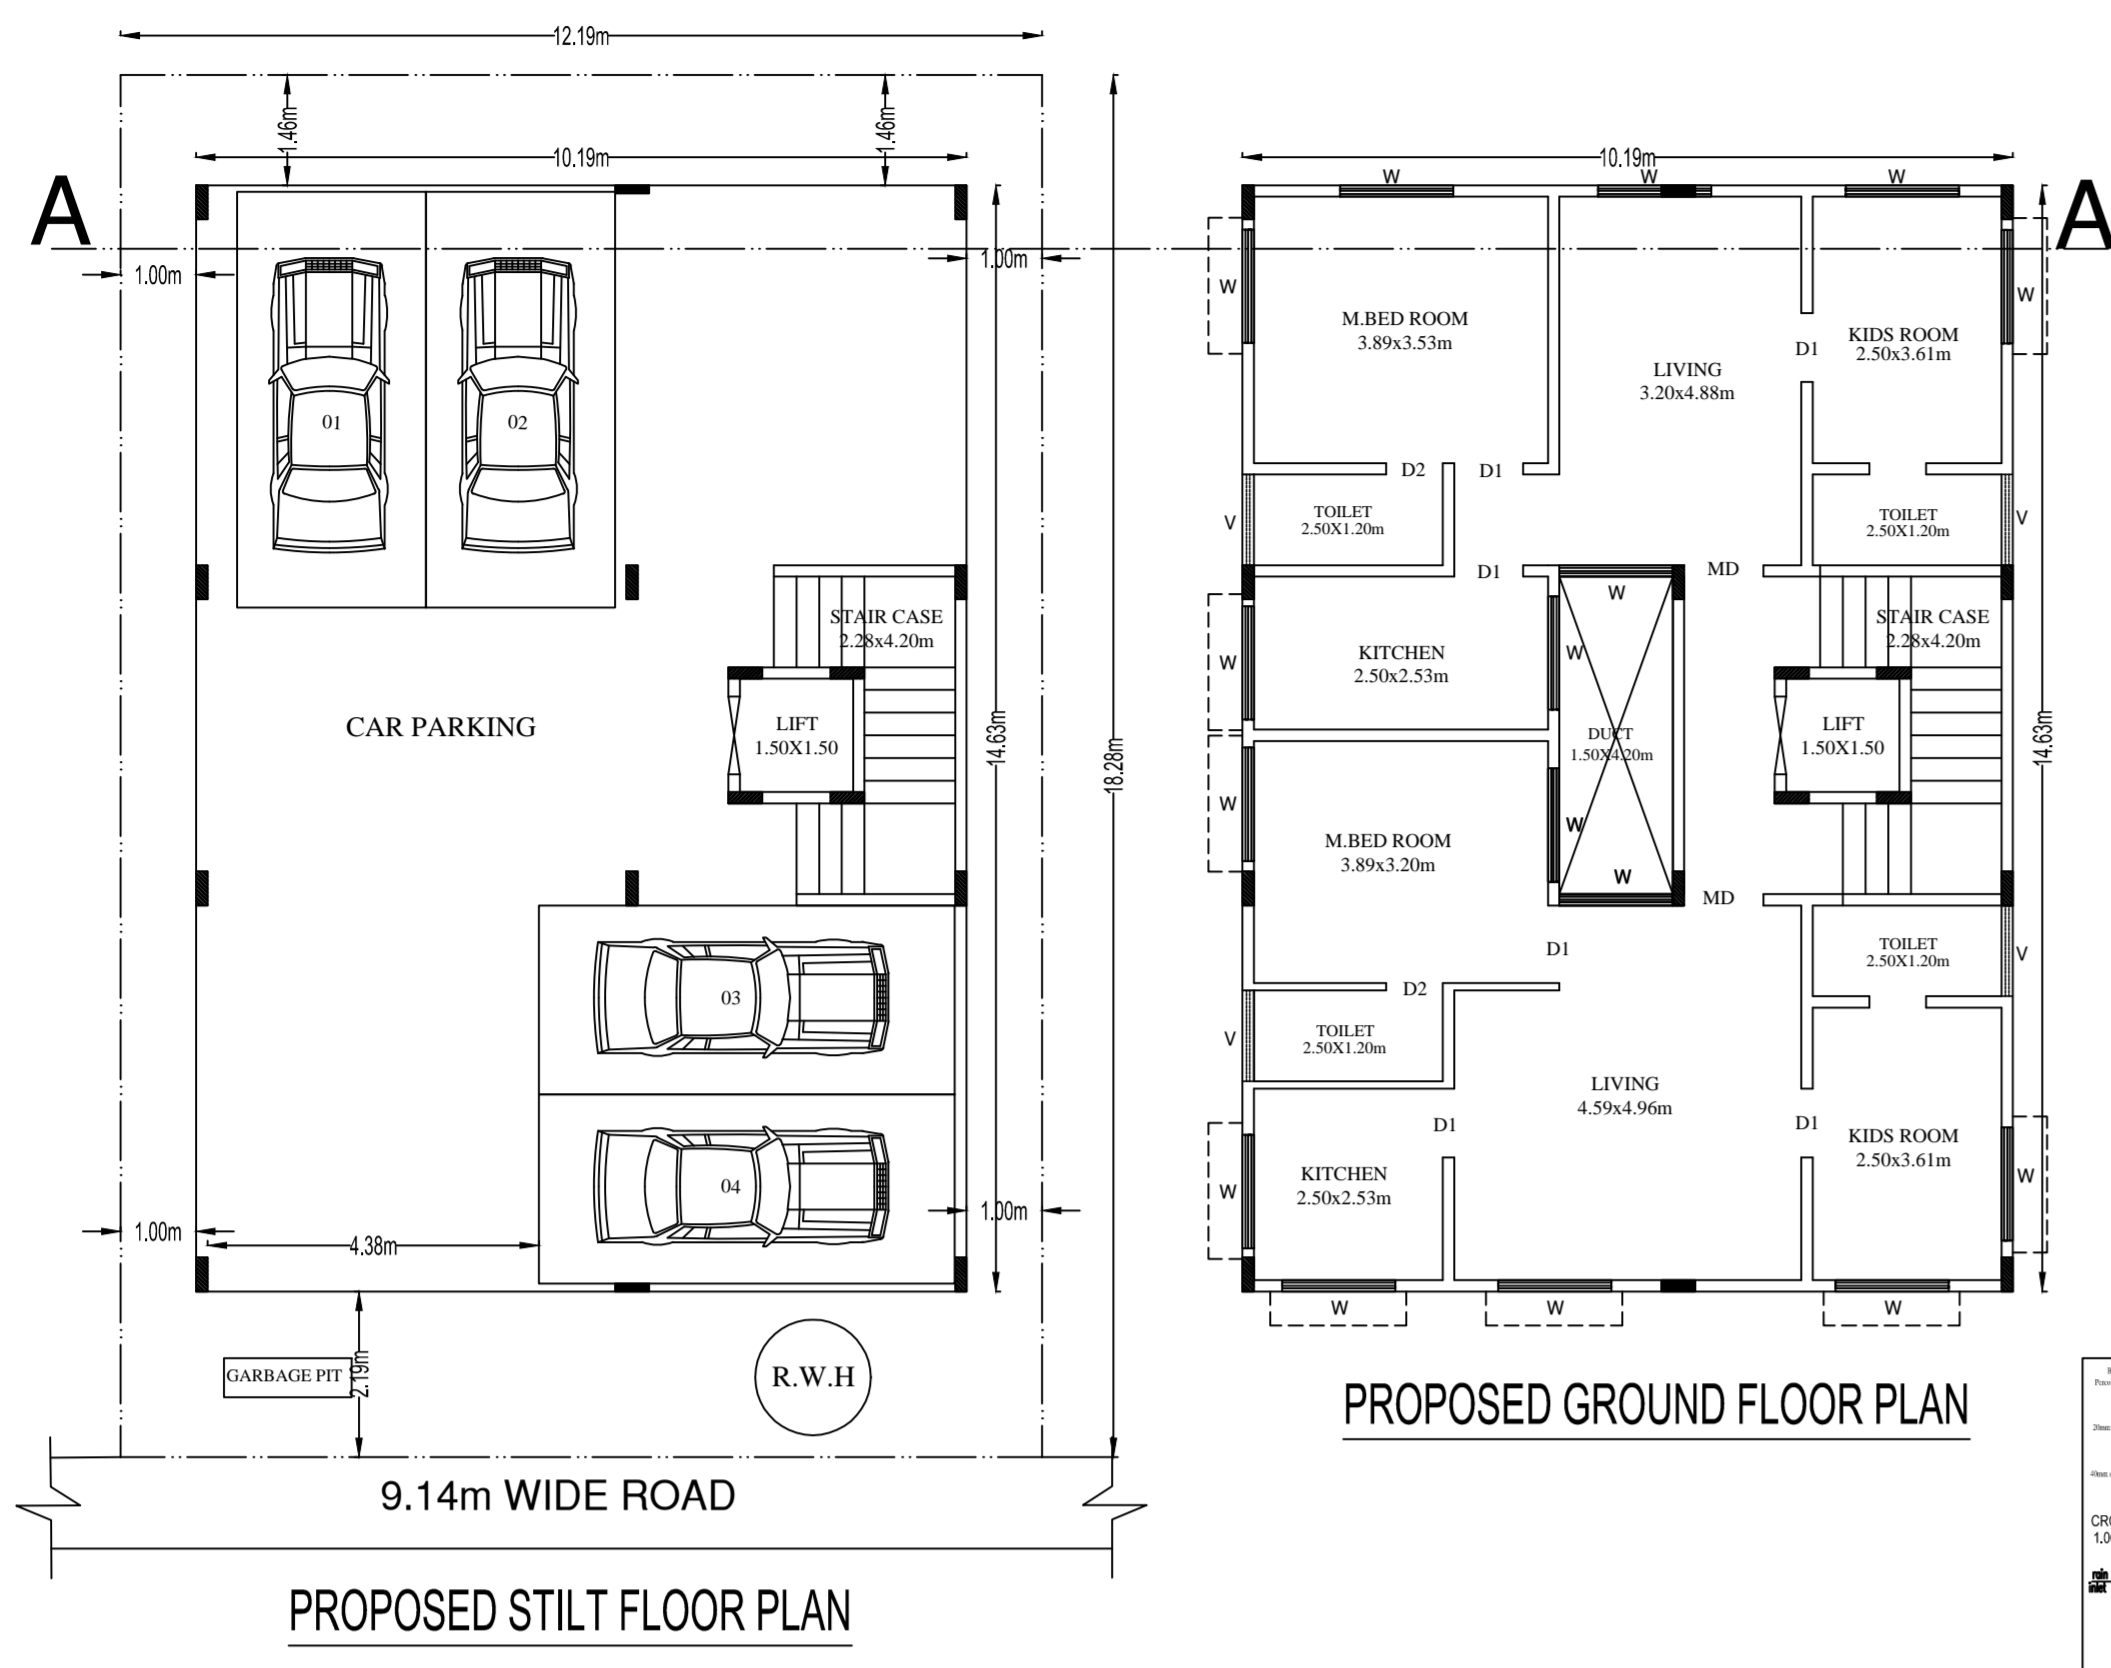 12.19m
1.46m
1.46m
10.19m
A
1.00m
1.00m
01
02
STAIR CASE
2.28x4.20m
CAR PARKING
LIFT
1.50X1.50
14.63m
18.28m
03
04
1.00m
1.00m
4.38m
GARBAGE PIT
2.19m
R.W.H
9.14m WIDE ROAD
PROPOSED STILT FLOOR PLAN
10.19m
W
W
W
A
W
W
M.BED ROOM
3.89x3.53m
LIVING
3.20x4.88m
D1
KIDS ROOM
2.50x3.61m
D2
D1
V
TOILET
2.50X1.20m
TOILET
2.50X1.20m
V
D1
MD
W
STAIR CASE
2.28x4.20m
W
KITCHEN
2.50x2.53m
W
DUCT
1.50X4.20m
LIFT
1.50X1.50
14.63m
W
M.BED ROOM
3.89x3.20m
W
W
MD
D1
TOILET
2.50X1.20m
V
D2
V
TOILET
2.50X1.20m
LIVING
4.59x4.96m
D1
D1
KIDS ROOM
2.50x3.61m
W
KITCHEN
2.50x2.53m
W
W
W
W
PROPOSED GROUND FLOOR PLAN
20mm
40mm
1.0
rain
inlet